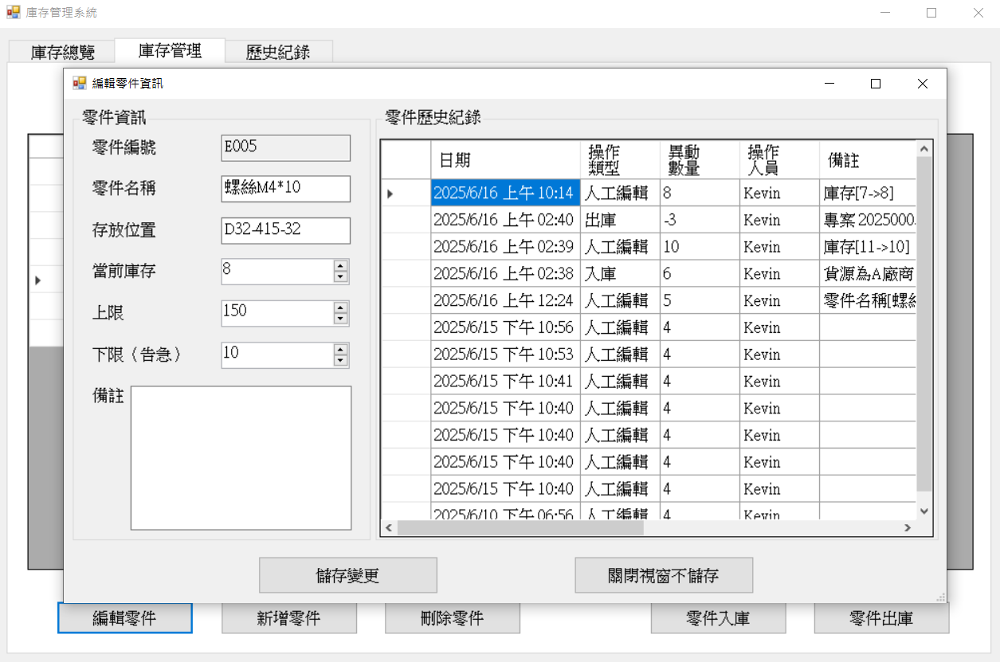 庫存管理系統
庫存總覽 庫存管理 歷史紀錄
編輯零件資訊
零件資訊
零件編號 E005
零件名稱 螺絲M4*10
存放位置 D32-415-32
當前庫存 8
上限 150
下限（告急） 10
備註
零件歷史紀錄
日期 操作類型 異動數量 操作人員 備註
2025/6/16 上午 10:14 人工編輯 8 Kevin 庫存[7->8]
2025/6/16 上午 02:40 出庫 -3 Kevin 專案 2025000
2025/6/16 上午 02:39 人工編輯 10 Kevin 庫存[11->10]
2025/6/16 上午 02:38 入庫 6 Kevin 貨源為A廠商
2025/6/16 上午 12:24 人工編輯 5 Kevin 零件名稱[螺絲
2025/6/15 下午 10:56 人工編輯 4 Kevin
2025/6/15 下午 10:53 人工編輯 4 Kevin
2025/6/15 下午 10:41 人工編輯 4 Kevin
2025/6/15 下午 10:40 人工編輯 4 Kevin
2025/6/15 下午 10:40 人工編輯 4 Kevin
2025/6/15 下午 10:40 人工編輯 4 Kevin
2025/6/15 下午 10:40 人工編輯 4 Kevin
2025/6/10 下午 06:56 人工編輯 4 Kevin
儲存變更 關閉視窗不儲存
編輯零件 新增零件 刪除零件 零件入庫 零件出庫